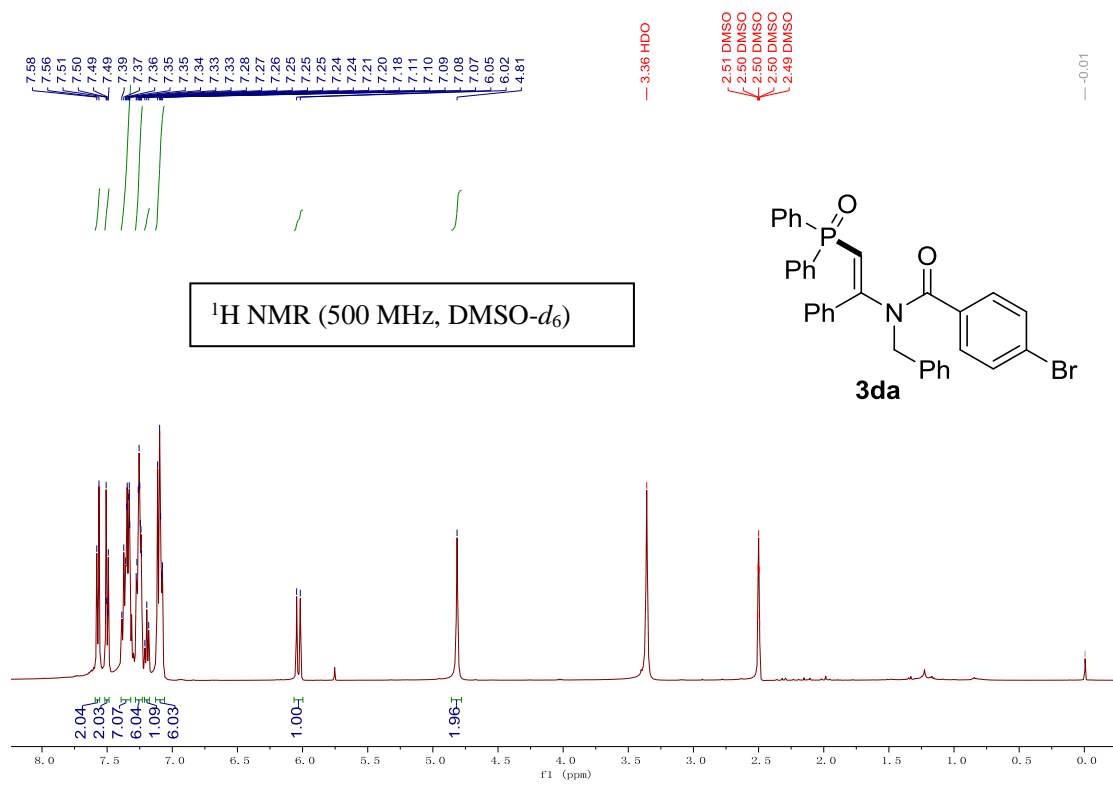 7.58
7.56
7.51
7.50
7.49
7.49
7.39
7.37
7.36
7.35
7.35
7.34
7.33
7.33
7.28
7.27
7.26
7.25
7.25
7.25
7.24
7.24
7.21
7.20
7.18
7.11
7.10
7.09
7.08
7.07
6.05
6.02
4.81
3.36 HDO
2.51 DMSO
2.50 DMSO
2.50 DMSO
2.50 DMSO
2.49 DMSO
-0.01
¹H NMR (500 MHz, DMSO-d₆)
O
Ph
P
Ph
O
Ph
N
Ph
Br
3da
2.04
2.03
7.07
6.04
1.09
6.03
1.00
1.96
8.0 7.5 7.0 6.5 6.0 5.5 5.0 4.5 4.0 3.5 3.0 2.5 2.0 1.5 1.0 0.5 0.0
f1 (ppm)